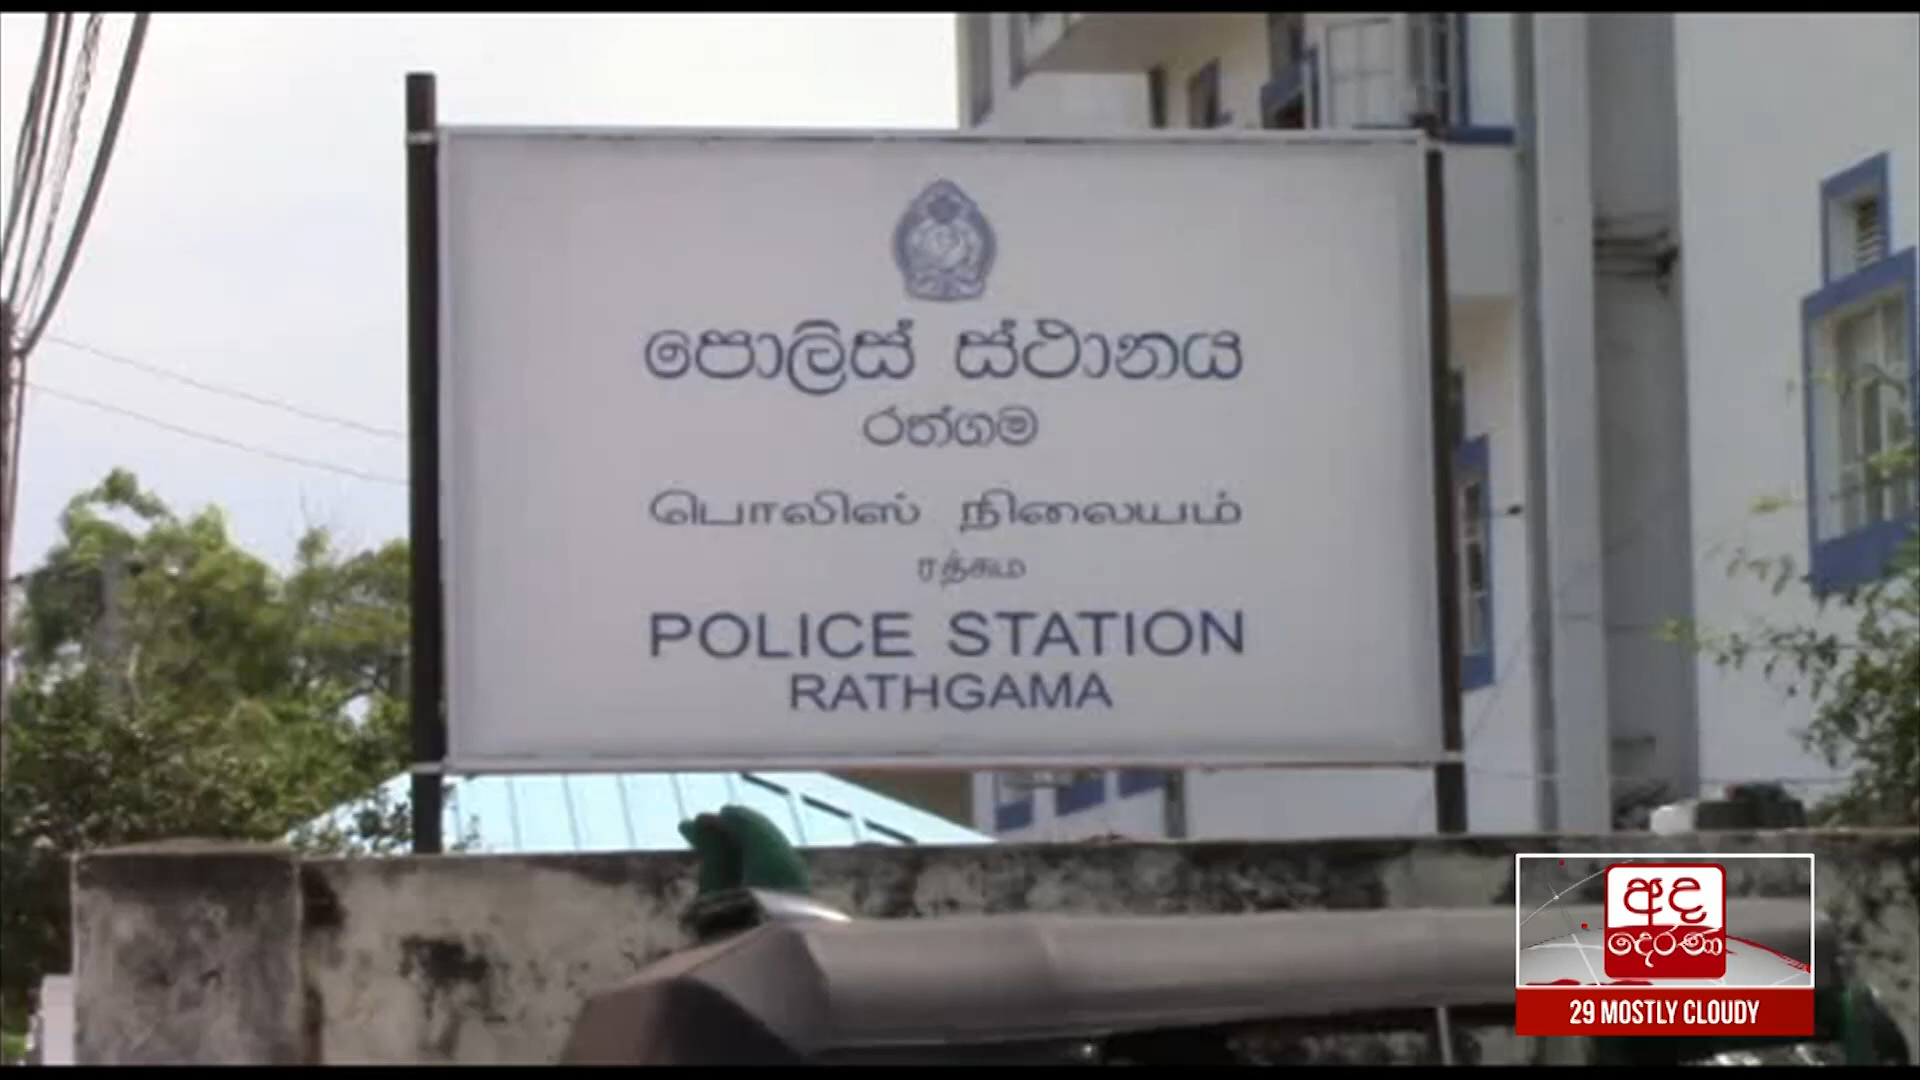 පොලිස් ස්ථානය
රත්ගම
பொலிஸ் நிலையம்
ரத்கம
POLICE STATION
RATHGAMA
අද
දෙරණ
29 MOSTLY CLOUDY